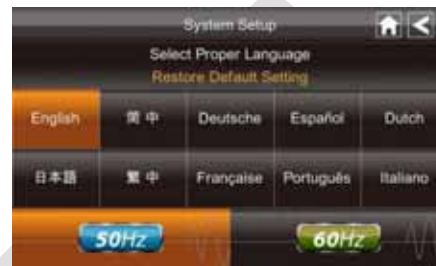 System Setup
Select Proper Language
Restore Default Setting
English 简中 Deutsche Español Dutch
日本語 繁中 Française Português Italiano
50Hz 60Hz